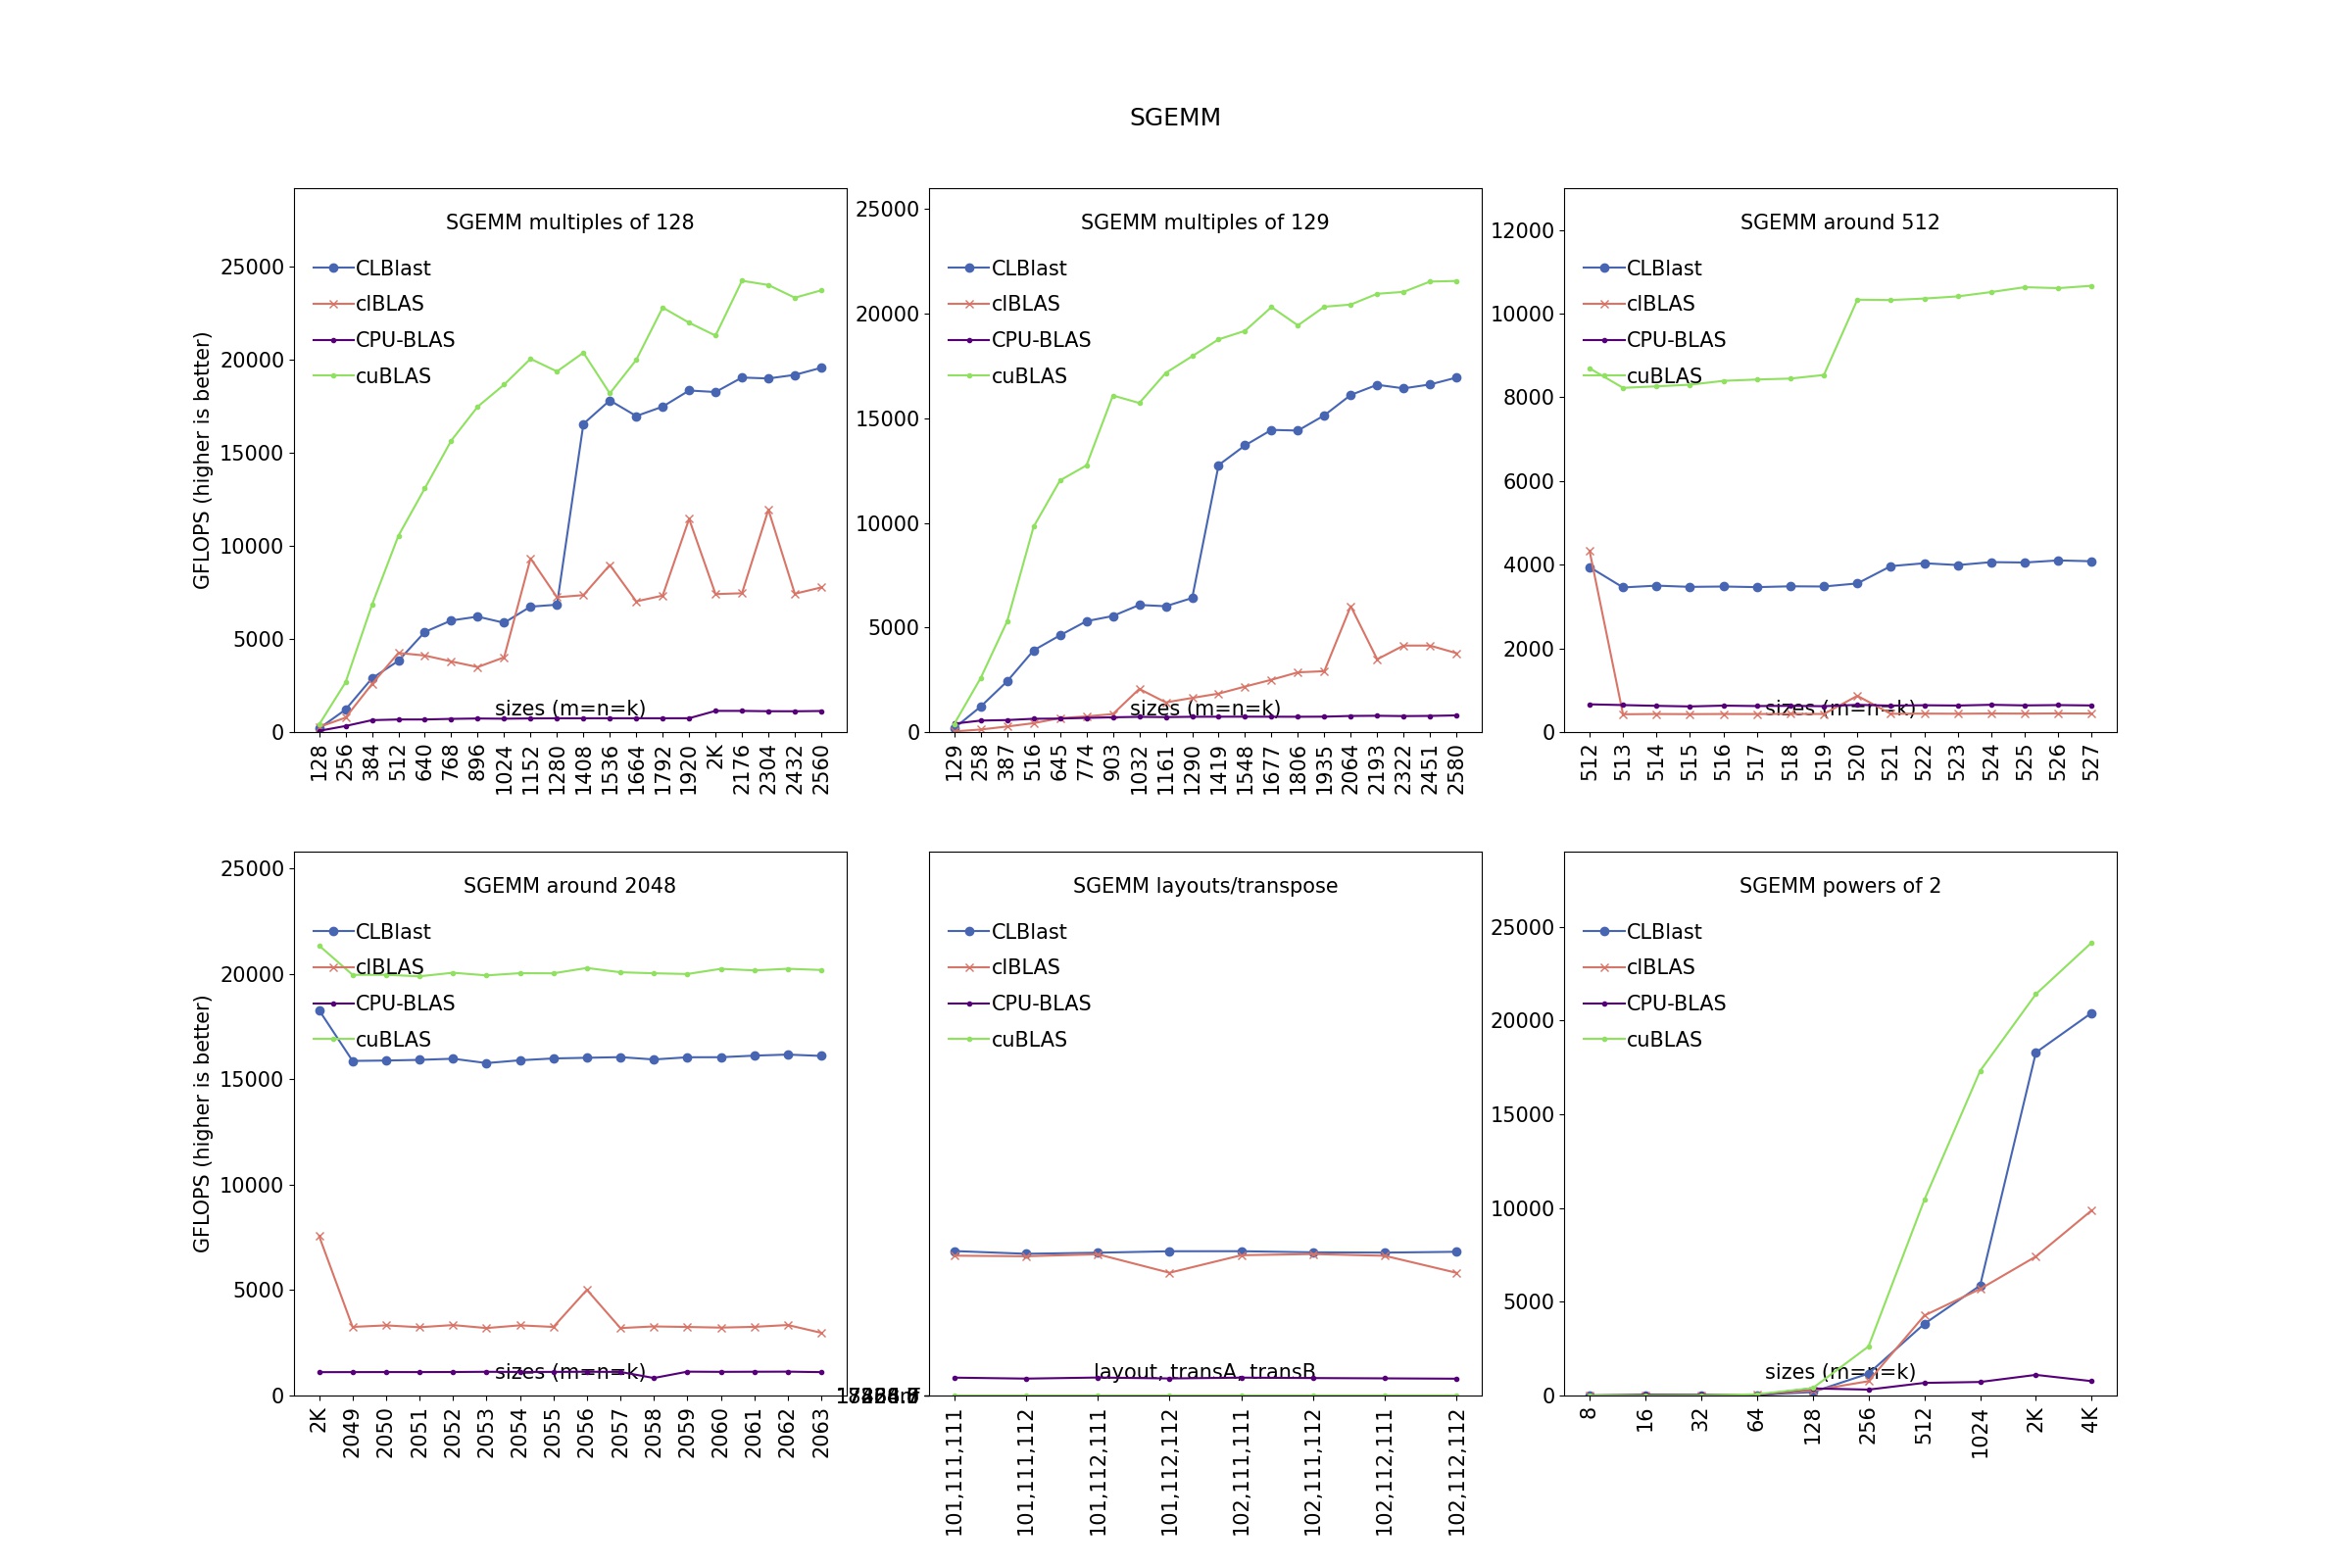 SGEMM
SGEMM multiples of 128
CLBlast
clBLAS
CPU-BLAS
cuBLAS
GFLOPS (higher is better)
25000
20000
15000
10000
5000
0
sizes (m=n=k)
128 256 384 512 640 768 896 1024 1152 1280 1408 1536 1664 1792 1920 2K 2176 2304 2432 2560
SGEMM multiples of 129
CLBlast
clBLAS
CPU-BLAS
cuBLAS
25000
20000
15000
10000
5000
0
sizes (m=n=k)
129 258 387 516 645 774 903 1032 1161 1290 1419 1548 1677 1806 1935 2064 2193 2322 2451 2580
SGEMM around 512
CLBlast
clBLAS
CPU-BLAS
cuBLAS
12000
10000
8000
6000
4000
2000
0
sizes (m=n=k)
512 513 514 515 516 517 518 519 520 521 522 523 524 525 526 527
SGEMM around 2048
CLBlast
clBLAS
CPU-BLAS
cuBLAS
GFLOPS (higher is better)
25000
20000
15000
10000
5000
0
sizes (m=n=k)
2K 2049 2050 2051 2052 2053 2054 2055 2056 2057 2058 2059 2060 2061 2062 2063
SGEMM layouts/transpose
CLBlast
clBLAS
CPU-BLAS
cuBLAS
layout, transA, transB
101,111,111 101,111,112 101,112,111 101,112,112 102,111,111 102,111,112 102,112,111 102,112,112
SGEMM powers of 2
CLBlast
clBLAS
CPU-BLAS
cuBLAS
25000
20000
15000
10000
5000
0
sizes (m=n=k)
8 16 32 64 128 256 512 1024 2K 4K